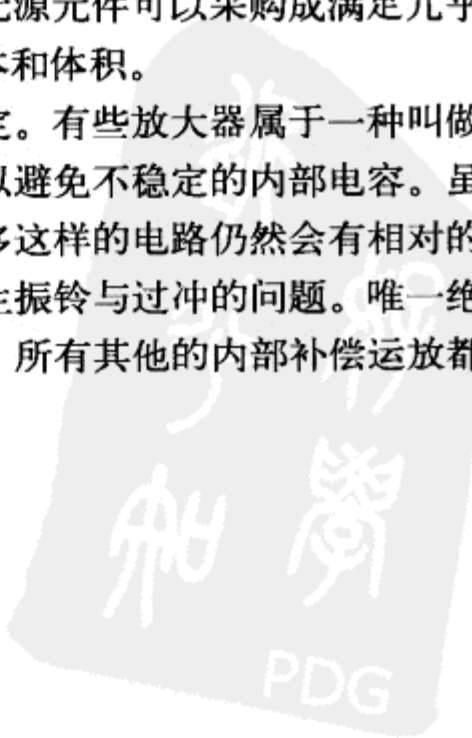 源元件可以采购成满足几乎
和体积。
定。有些放大器属于一种叫做
以避免不稳定的内部电容。虽
多这样的电路仍然会有相对的
生振铃与过冲的问题。唯一绝
，所有其他的内部补偿运放都
PDG